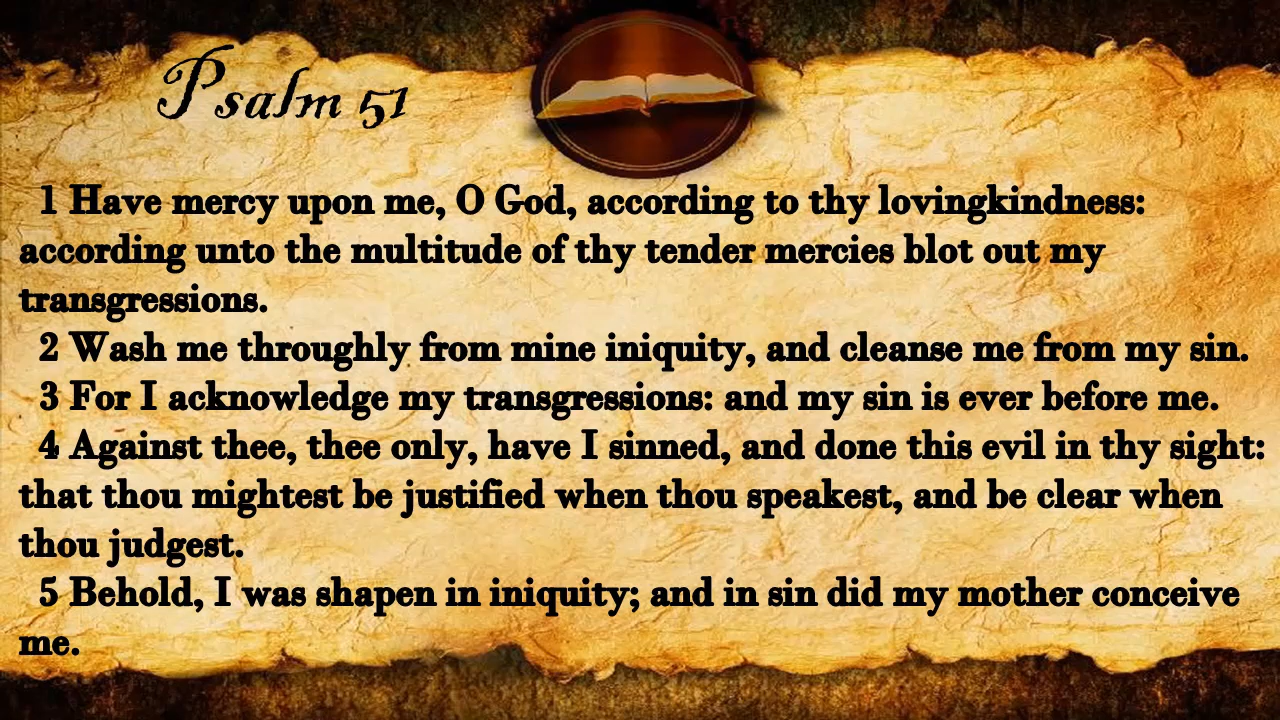 Psalm 51
1 Have mercy upon me, O God, according to thy lovingkindness:
according unto the multitude of thy tender mercies blot out my
transgressions.
2 Wash me throughly from mine iniquity, and cleanse me from my sin.
3 For I acknowledge my transgressions: and my sin is ever before me.
4 Against thee, thee only, have I sinned, and done this evil in thy sight:
that thou mightest be justified when thou speakest, and be clear when
thou judgest.
5 Behold, I was shapen in iniquity; and in sin did my mother conceive
me.